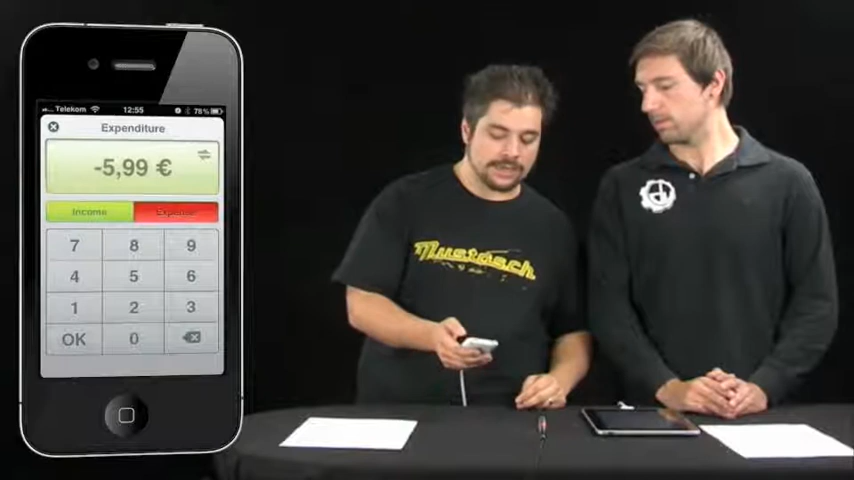 Telekom 12:55 78%
Expenditure
-5,99 €
Income Expense
7 8 9
4 5 6
1 2 3
OK 0
Mustasch